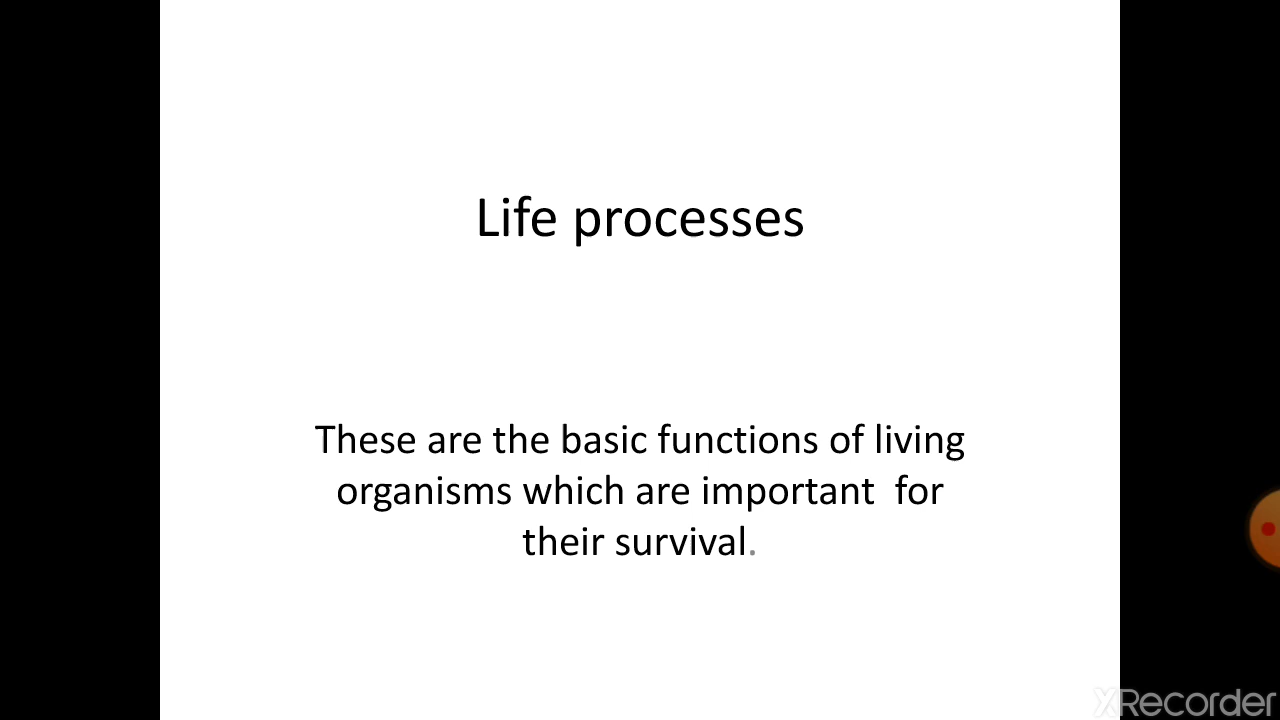 Life processes
These are the basic functions of living
organisms which are important  for
their survival.
XRecorder